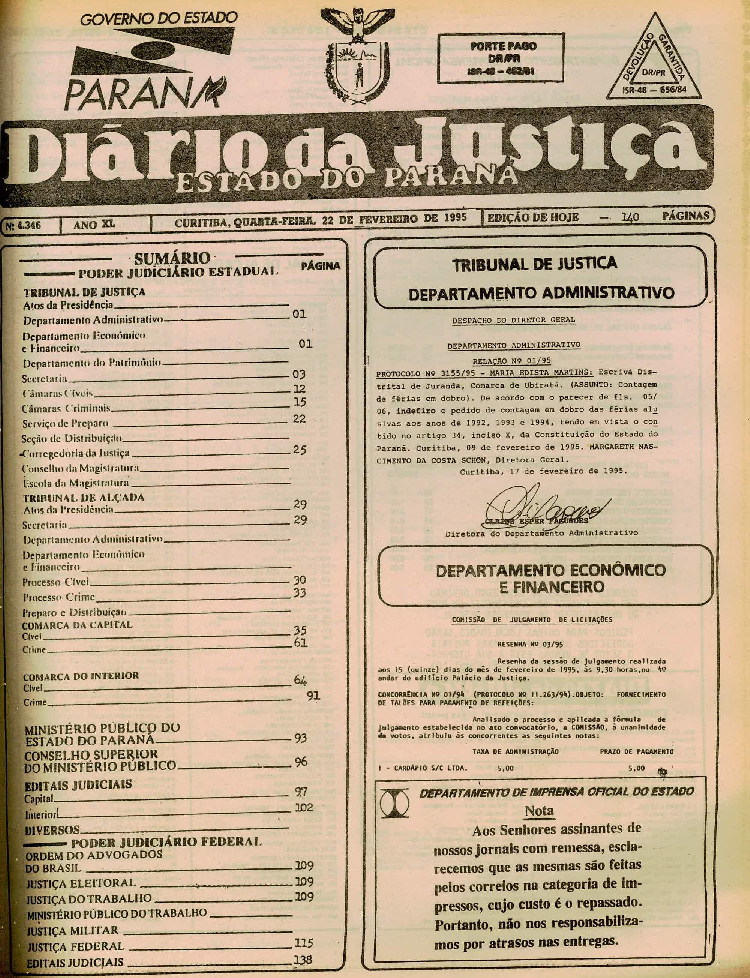 GOVERNO DO ESTADO
PARANÁ
PORTE PAGO
DR/PR
ISR-48 - 462/81
DEVOLUÇÃO GARANTIDA
DR/PR
ISR-48 - 656/84
Diário da Justiça
ESTADO DO PARANÁ
Nº 4.346 ANO XL CURITIBA, QUARTA-FEIRA, 22 DE FEVEREIRO DE 1995 EDIÇÃO DE HOJE - 140 PÁGINAS
SUMÁRIO
PODER JUDICIÁRIO ESTADUAL PÁGINA
TRIBUNAL DE JUSTIÇA
Atos da Presidência
Departamento Administrativo 01
Departamento Econômico
e Financeiro 01
Departamento do Patrimônio
Secretaria 03
Câmaras Cíveis 12
Câmaras Criminais 15
Serviço de Preparo 22
Seção de Distribuição
Corregedoria da Justiça 25
Conselho da Magistratura
Escola da Magistratura
TRIBUNAL DE ALÇADA
Atos da Presidência 29
Secretaria 29
Departamento Administrativo
Departamento Econômico
e Financeiro
Processo Cível 30
Processo Crime 33
Preparo e Distribuição
COMARCA DA CAPITAL
Cível 35
Crime 61
COMARCA DO INTERIOR
Cível 64
Crime 91
MINISTÉRIO PÚBLICO DO
ESTADO DO PARANÁ 93
CONSELHO SUPERIOR
DO MINISTÉRIO PÚBLICO 96
EDITAIS JUDICIAIS
Capital 97
Interior 102
DIVERSOS
PODER JUDICIÁRIO FEDERAL
ORDEM DO ADVOGADOS
DO BRASIL 109
JUSTIÇA ELEITORAL 109
JUSTIÇA DO TRABALHO 109
MINISTÉRIO PÚBLICO DO TRABALHO
JUSTIÇA MILITAR
JUSTIÇA FEDERAL 115
EDITAIS JUDICIAIS 138
TRIBUNAL DE JUSTIÇA
DEPARTAMENTO ADMINISTRATIVO
DESPACHO DO DIRETOR GERAL
DEPARTAMENTO ADMINISTRATIVO
RELAÇÃO Nº 01/95
PROTOCOLO Nº 3155/95 - MARIA EDISTA MARTINS: Escrivã Dis-
trital de Juranda, Comarca de Ubiratã. (ASSUNTO: Contagem
de férias em dobro). De acordo com o parecer de fls. 05/
06, indefiro o pedido de contagem em dobro das férias alu
sivas aos anos de 1992, 1993 e 1994, tendo em vista o con
tido no artigo 34, inciso X, da Constituição do Estado do
Paraná. Curitiba, 09 de fevereiro de 1995. MARGARETH NAS-
CIMENTO DA COSTA SCHÖN, Diretora Geral.
Curitiba, 17 de fevereiro de 1995.
ESPER FAGUNDES
Diretora do Departamento Administrativo
DEPARTAMENTO ECONÔMICO
E FINANCEIRO
COMISSÃO DE JULGAMENTO DE LICITAÇÕES
RESENHA Nº 03/95
Resenha da sessão de julgamento realizada
aos 15 (quinze) dias do mês de fevereiro de 1995, às 9,30 horas, no 4º
andar do edifício Palácio da Justiça.
CONCORRÊNCIA Nº 01/94 (PROTOCOLO Nº 11.263/94).OBJETO: FORNECIMENTO
DE TALÕES PARA PAGAMENTO DE REFEIÇÕES:
Analisado o processo e aplicada a fórmula de
julgamento estabelecida no ato convocatório, a COMISSÃO, à unanimidade
de votos, atribuiu às concorrentes as seguintes notas:
TAXA DE ADMINISTRAÇÃO PRAZO DE PAGAMENTO
1 - CARDÁPIO S/C LTDA. 5,00 5,00
DEPARTAMENTO DE IMPRENSA OFICIAL DO ESTADO
Nota
Aos Senhores assinantes de
nossos jornais com remessa, escla-
recemos que as mesmas são feitas
pelos correios na categoria de im-
pressos, cujo custo é o repassado.
Portanto, não nos responsabiliza-
mos por atrasos nas entregas.